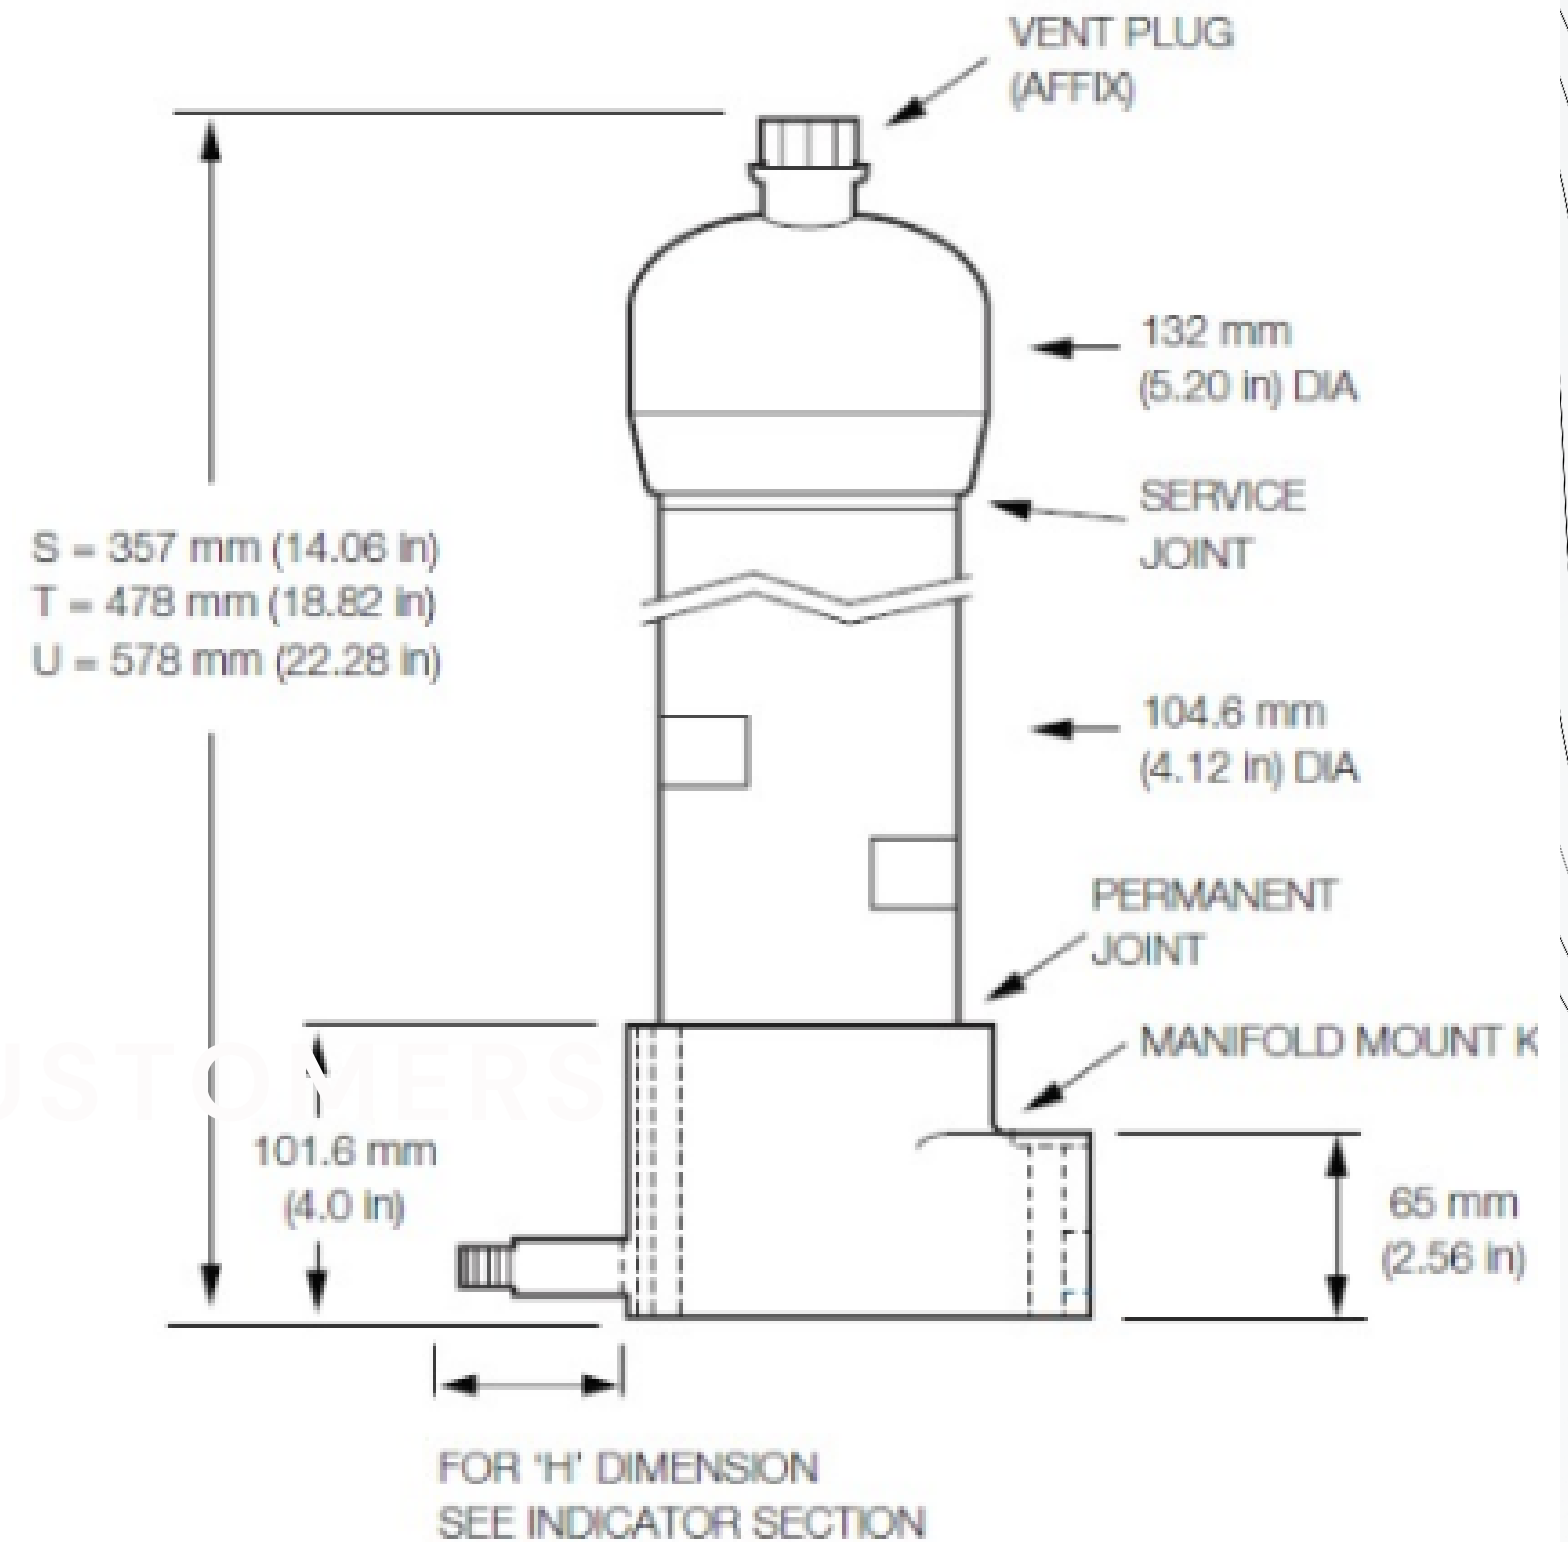 VENT PLUG
(AFFIX)
132 mm
(5.20 in) DIA
SERVICE
JOINT
S = 357 mm (14.06 in)
T = 478 mm (18.82 in)
U = 578 mm (22.28 in)
104.6 mm
(4.12 in) DIA
PERMANENT
JOINT
MANIFOLD MOUNT K
USTOMERS
101.6 mm
(4.0 in)
65 mm
(2.56 in)
FOR 'H' DIMENSION
SEE INDICATOR SECTION